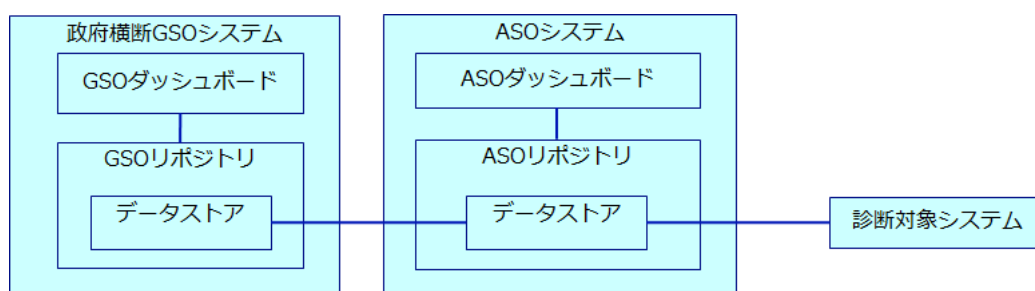 政府横断GSOシステム
GSOダッシュボード
GSOリポジトリ
データストア
ASOシステム
ASOダッシュボード
ASOリポジトリ
データストア
診断対象システム